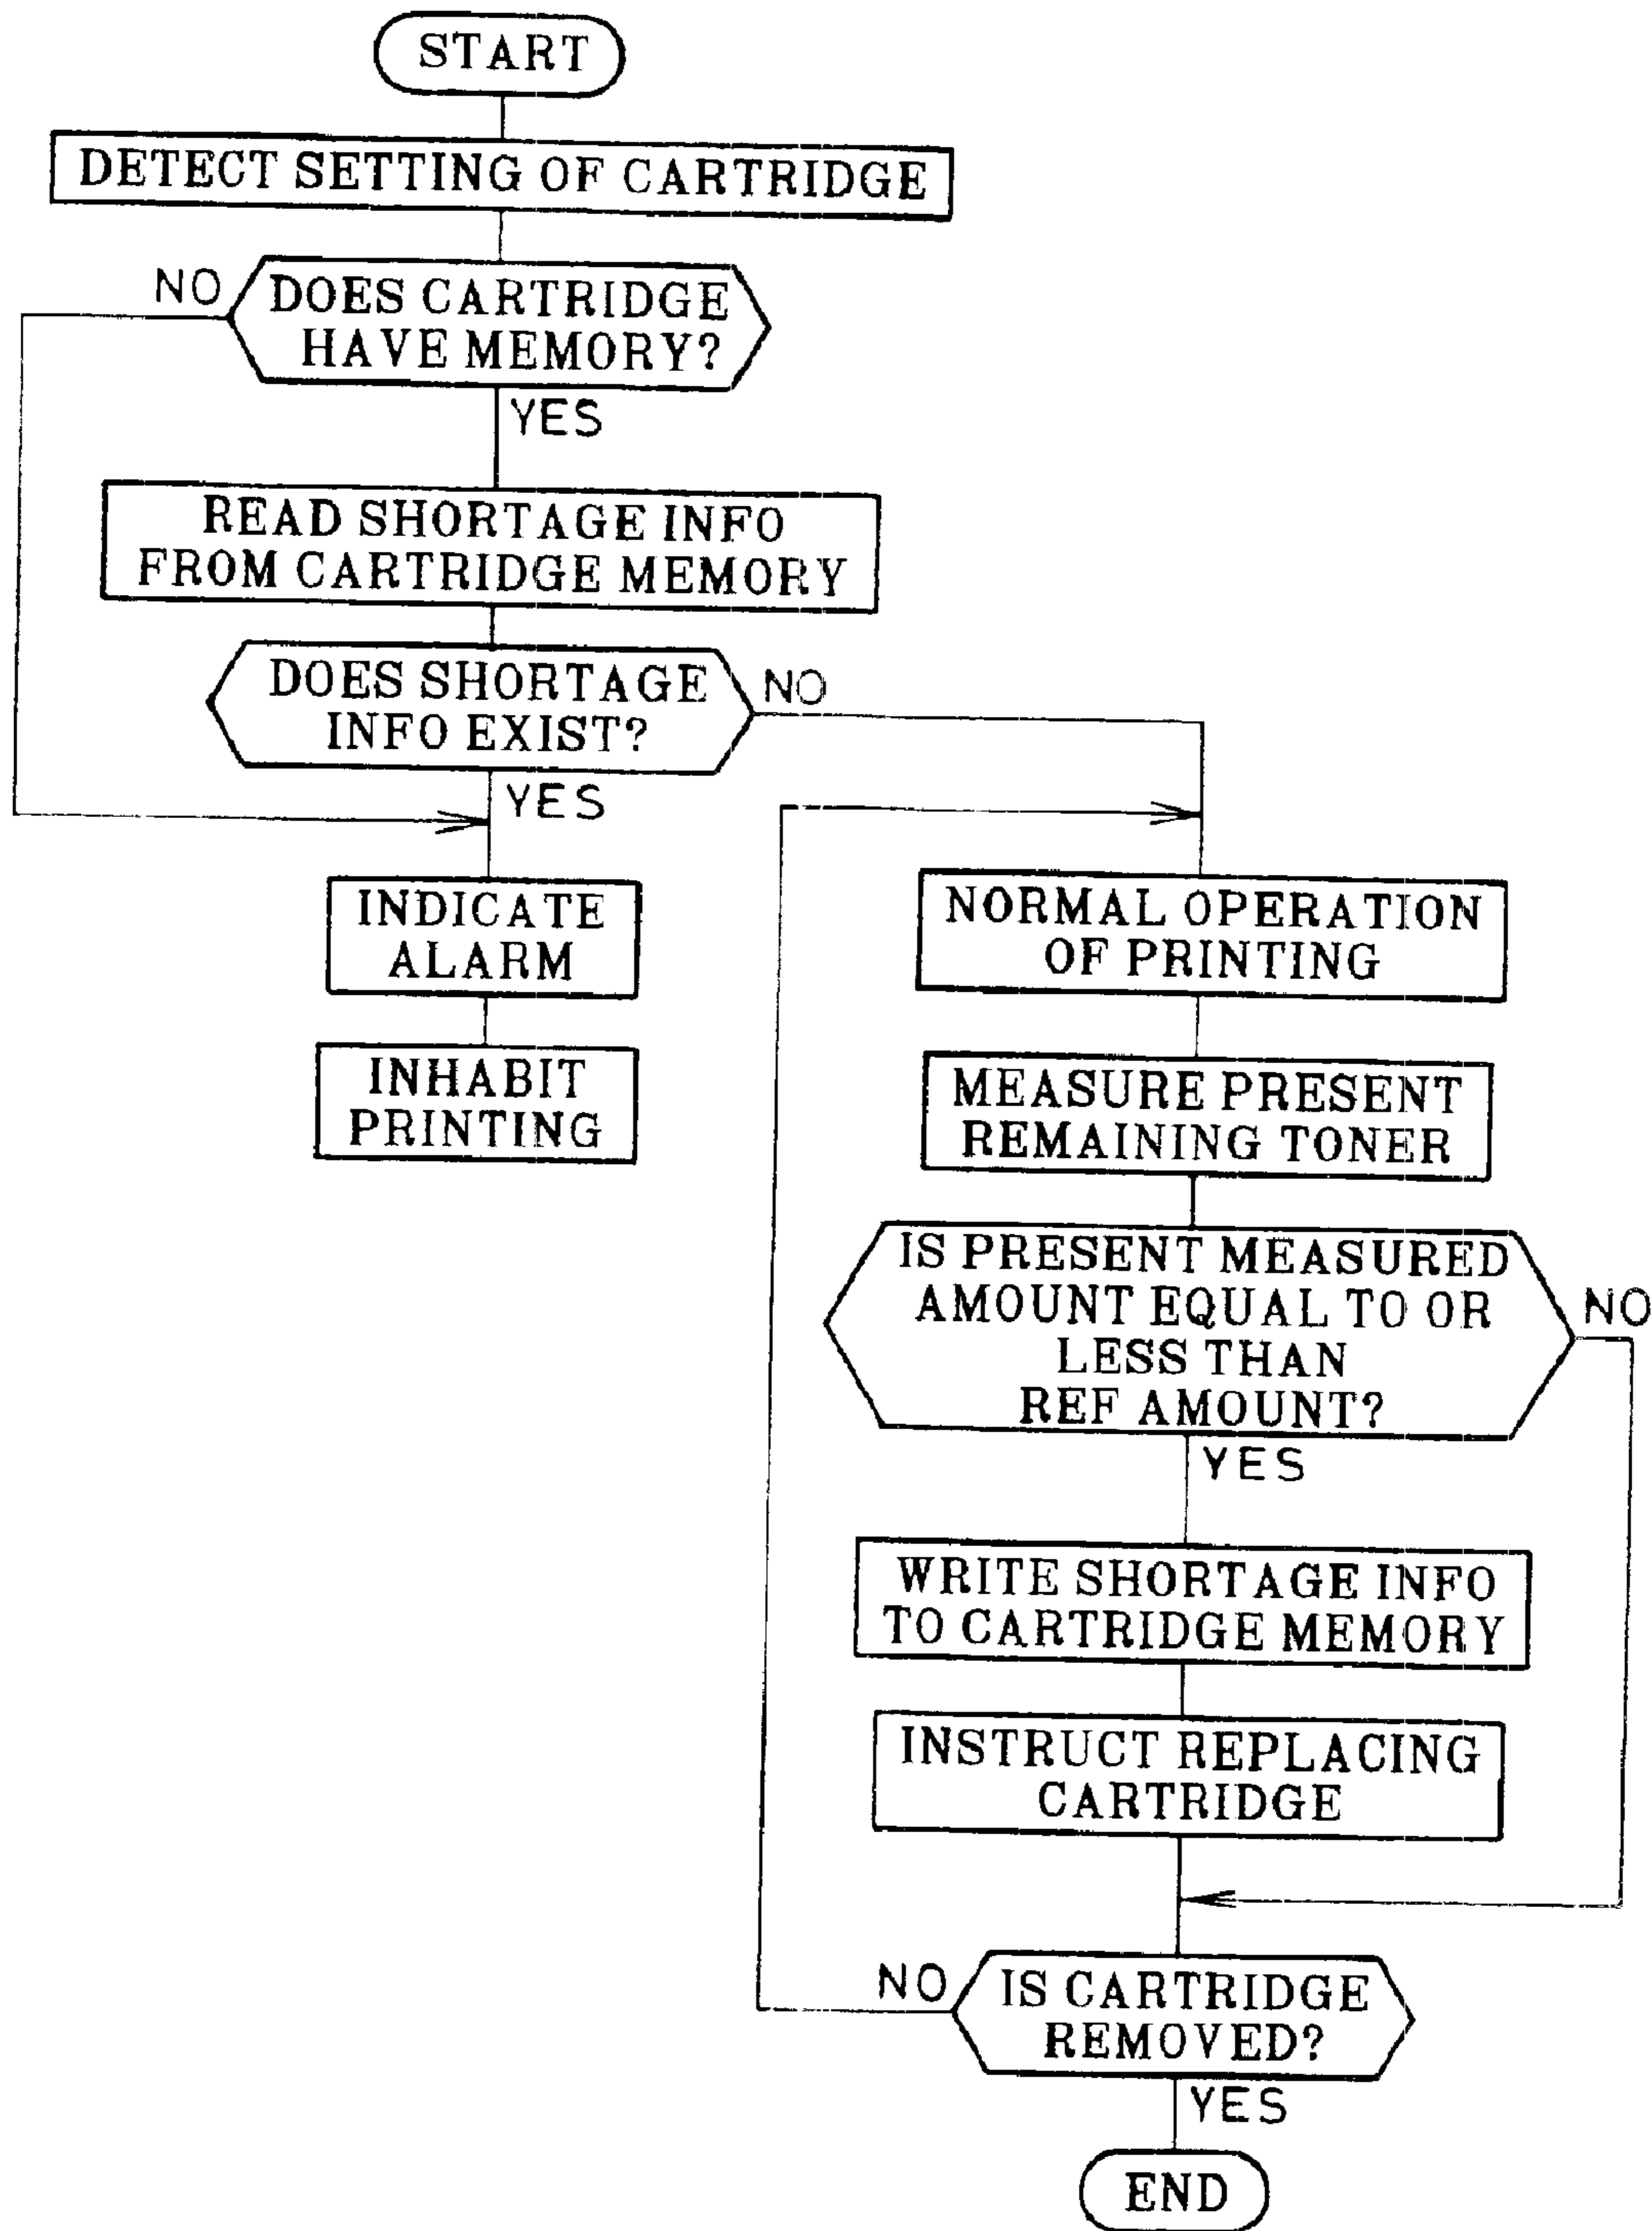 START
DETECT SETTING OF CARTRIDGE
NO
DOES CARTRIDGE
HAVE MEMORY?
YES
READ SHORTAGE INFO
FROM CARTRIDGE MEMORY
DOES SHORTAGE
INFO EXIST?
NO
YES
INDICATE
ALARM
INHABIT
PRINTING
NORMAL OPERATION
OF PRINTING
MEASURE PRESENT
REMAINING TONER
IS PRESENT MEASURED
AMOUNT EQUAL TO OR
LESS THAN
REF AMOUNT?
NO
YES
WRITE SHORTAGE INFO
TO CARTRIDGE MEMORY
INSTRUCT REPLACING
CARTRIDGE
NO
IS CARTRIDGE
REMOVED?
YES
END